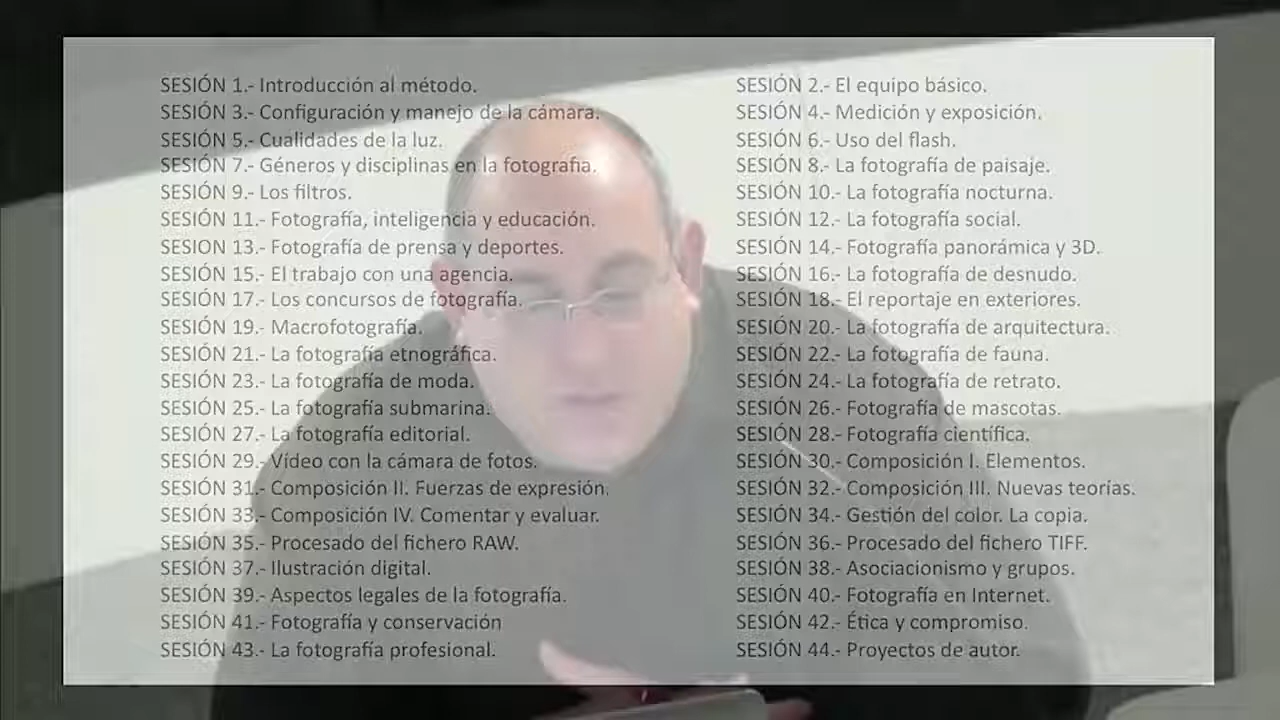 SESIÓN 1.- Introducción al método.
SESIÓN 2.- El equipo básico.
SESIÓN 3.- Configuración y manejo de la cámara.
SESIÓN 4.- Medición y exposición.
SESIÓN 5.- Cualidades de la luz.
SESIÓN 6.- Uso del flash.
SESIÓN 7.- Géneros y disciplinas en la fotografia.
SESIÓN 8.- La fotografía de paisaje.
SESIÓN 9.- Los filtros.
SESIÓN 10.- La fotografía nocturna.
SESIÓN 11.- Fotografía, inteligencia y educación.
SESIÓN 12.- La fotografía social.
SESIÓN 13.- Fotografía de prensa y deportes.
SESIÓN 14.- Fotografía panorámica y 3D.
SESIÓN 15.- El trabajo con una agencia.
SESIÓN 16.- La fotografía de desnudo.
SESIÓN 17.- Los concursos de fotografía.
SESIÓN 18.- El reportaje en exteriores.
SESIÓN 19.- Macrofotografía.
SESIÓN 20.- La fotografía de arquitectura.
SESIÓN 21.- La fotografía etnográfica.
SESIÓN 22.- La fotografía de fauna.
SESIÓN 23.- La fotografía de moda.
SESIÓN 24.- La fotografía de retrato.
SESIÓN 25.- La fotografía submarina.
SESIÓN 26.- Fotografía de mascotas.
SESIÓN 27.- La fotografía editorial.
SESIÓN 28.- Fotografía científica.
SESIÓN 29.- Vídeo con la cámara de fotos.
SESIÓN 30.- Composición I. Elementos.
SESIÓN 31.- Composición II. Fuerzas de expresión.
SESIÓN 32.- Composición III. Nuevas teorías.
SESIÓN 33.- Composición IV. Comentar y evaluar.
SESIÓN 34.- Gestión del color. La copia.
SESIÓN 35.- Procesado del fichero RAW.
SESIÓN 36.- Procesado del fichero TIFF.
SESIÓN 37.- Ilustración digital.
SESIÓN 38.- Asociacionismo y grupos.
SESIÓN 39.- Aspectos legales de la fotografía.
SESIÓN 40.- Fotografía en Internet.
SESIÓN 41.- Fotografía y conservación
SESIÓN 42.- Ética y compromiso.
SESIÓN 43.- La fotografía profesional.
SESIÓN 44.- Proyectos de autor.